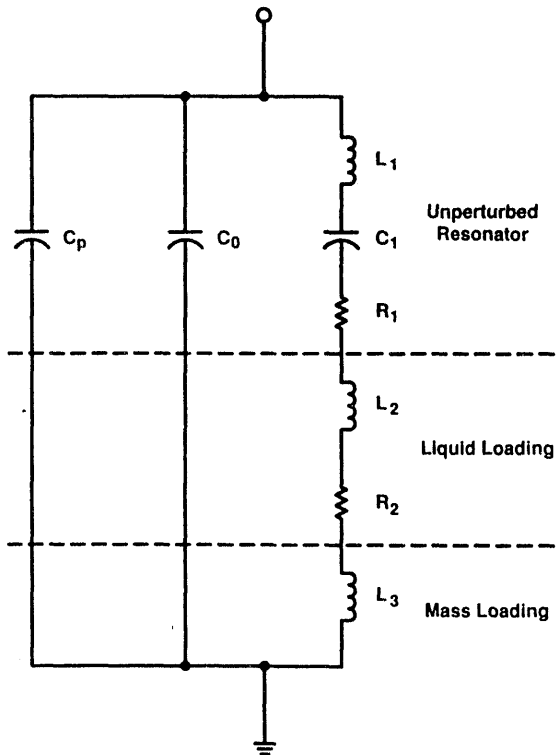 L1
Unperturbed
Resonator
Cp
C0
C1
R1
L2
Liquid Loading
R2
L3
Mass Loading